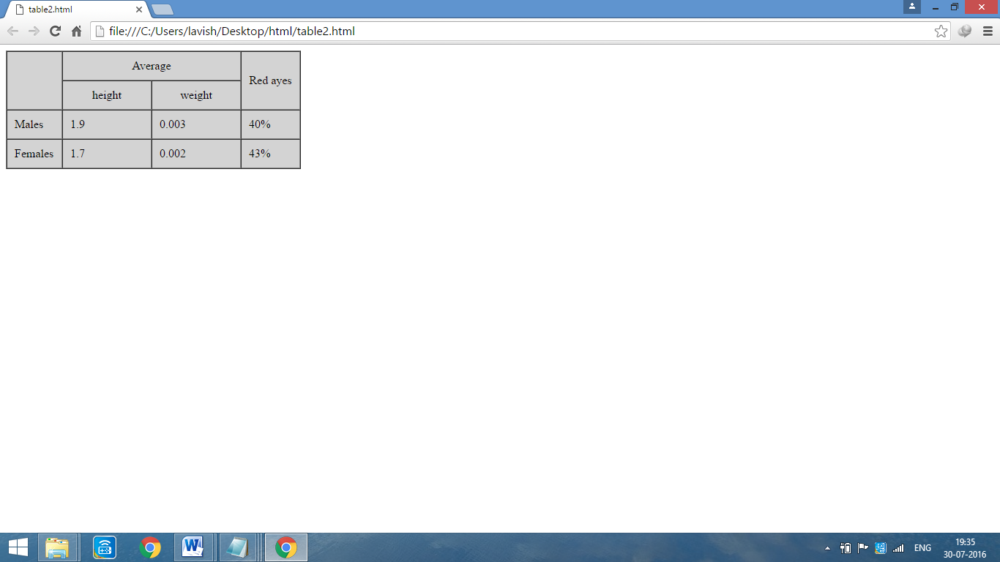 table2.html
file:///C:/Users/lavish/Desktop/html/table2.html
Average
Red ayes
height weight
Males 1.9 0.003 40%
Females 1.7 0.002 43%
ENG
19:35
30-07-2016